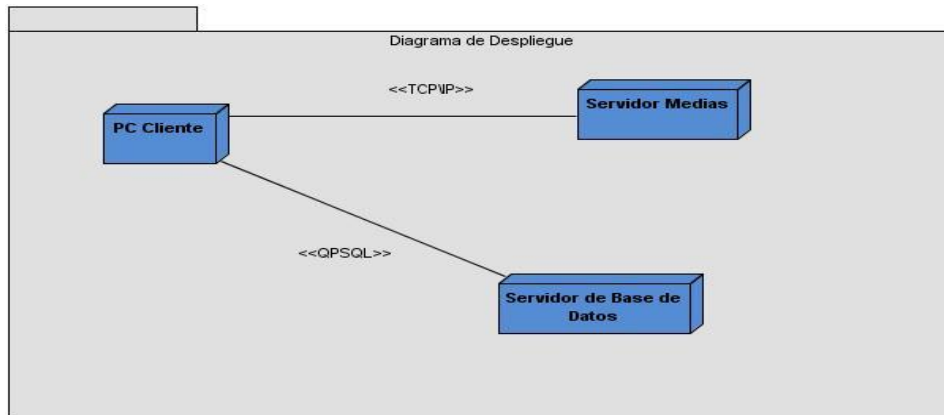 Diagrama de Despliegue
<<TCP\IP>>
Servidor Medias
PC Cliente
<<QPSQL>>
Servidor de Base de
Datos